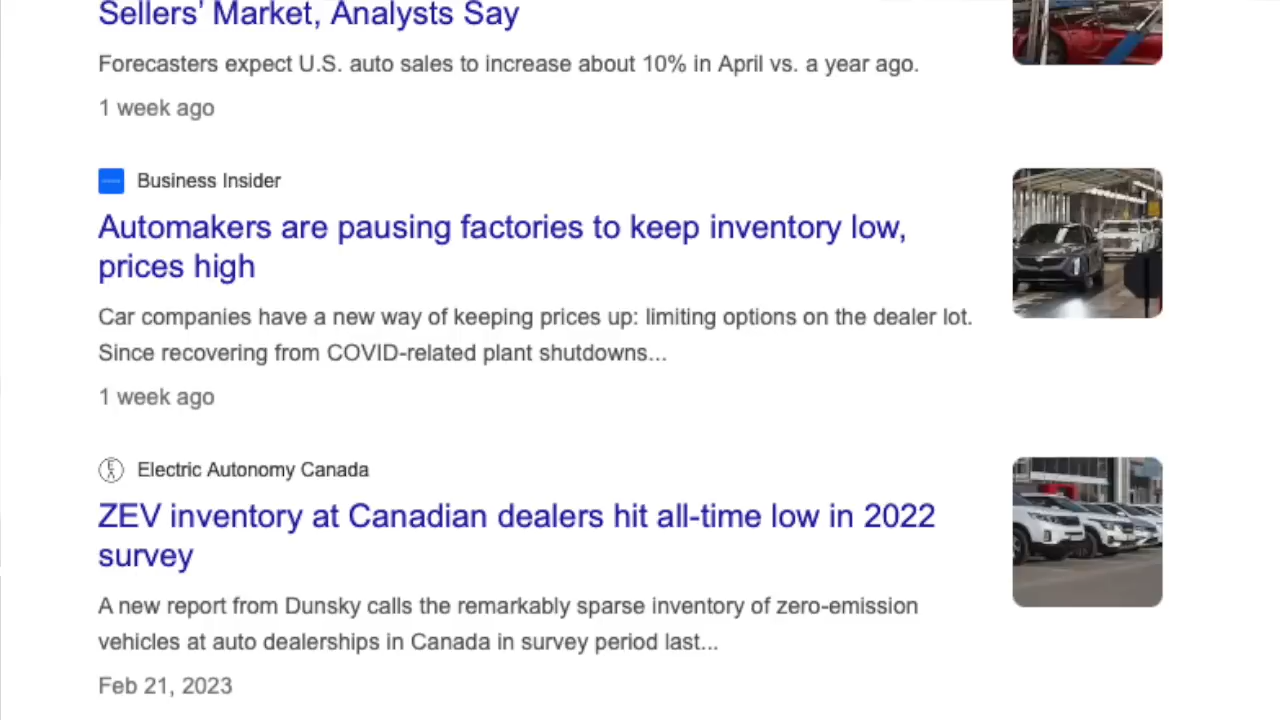 Sellers’ Market, Analysts Say
Forecasters expect U.S. auto sales to increase about 10% in April vs. a year ago.
1 week ago
Business Insider
Automakers are pausing factories to keep inventory low,
prices high
Car companies have a new way of keeping prices up: limiting options on the dealer lot.
Since recovering from COVID-related plant shutdowns...
1 week ago
Electric Autonomy Canada
ZEV inventory at Canadian dealers hit all-time low in 2022
survey
A new report from Dunsky calls the remarkably sparse inventory of zero-emission
vehicles at auto dealerships in Canada in survey period last...
Feb 21, 2023